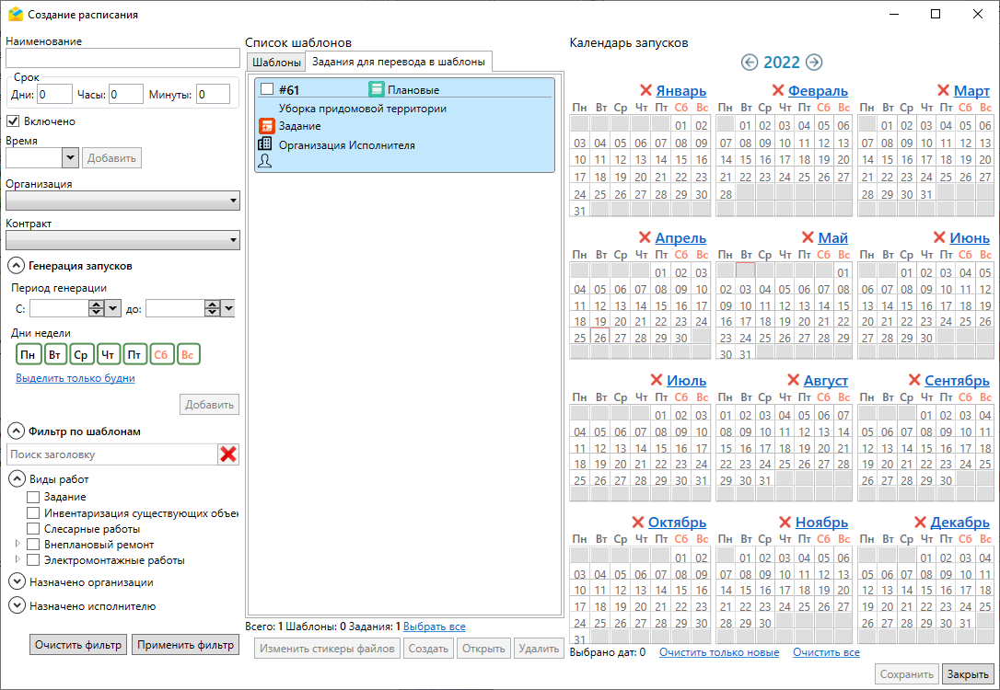 Создание расписания
Наименование
Срок
Дни: 0 Часы: 0 Минуты: 0
Включено
Время
Добавить
Организация
Контракт
Генерация запусков
Период генерации
С: до:
Дни недели
Пн Вт Ср Чт Пт Сб Вс
Выделить только будни
Добавить
Фильтр по шаблонам
Поиск заголовку
Виды работ
Задание
Инвентаризация существующих объек
Слесарные работы
Внеплановый ремонт
Электромонтажные работы
Назначено организации
Назначено исполнителю
Очистить фильтр Применить фильтр
Список шаблонов
Шаблоны Задания для перевода в шаблоны
#61 Плановые
Уборка придомовой территории
Задание
Организация Исполнителя
Всего: 1 Шаблоны: 0 Задания: 1 Выбрать все
Изменить стикеры файлов Создать Открыть Удалить
Календарь запусков
2022
Январь
Пн Вт Ср Чт Пт Сб Вс
01 02
03 04 05 06 07 08 09
10 11 12 13 14 15 16
17 18 19 20 21 22 23
24 25 26 27 28 29 30
31
Февраль
Пн Вт Ср Чт Пт Сб Вс
01 02 03 04 05 06
07 08 09 10 11 12 13
14 15 16 17 18 19 20
21 22 23 24 25 26 27
28
Март
Пн Вт Ср Чт Пт Сб Вс
01 02 03 04 05 06
07 08 09 10 11 12 13
14 15 16 17 18 19 20
21 22 23 24 25 26 27
28 29 30 31
Апрель
Пн Вт Ср Чт Пт Сб Вс
01 02 03
04 05 06 07 08 09 10
11 12 13 14 15 16 17
18 19 20 21 22 23 24
25 26 27 28 29 30
Май
Пн Вт Ср Чт Пт Сб Вс
01
02 03 04 05 06 07 08
09 10 11 12 13 14 15
16 17 18 19 20 21 22
23 24 25 26 27 28 29
30 31
Июнь
Пн Вт Ср Чт Пт Сб Вс
01 02 03 04 05
06 07 08 09 10 11 12
13 14 15 16 17 18 19
20 21 22 23 24 25 26
27 28 29 30
Июль
Пн Вт Ср Чт Пт Сб Вс
01 02 03
04 05 06 07 08 09 10
11 12 13 14 15 16 17
18 19 20 21 22 23 24
25 26 27 28 29 30 31
Август
Пн Вт Ср Чт Пт Сб Вс
01 02 03 04 05 06 07
08 09 10 11 12 13 14
15 16 17 18 19 20 21
22 23 24 25 26 27 28
29 30 31
Сентябрь
Пн Вт Ср Чт Пт Сб Вс
01 02 03 04
05 06 07 08 09 10 11
12 13 14 15 16 17 18
19 20 21 22 23 24 25
26 27 28 29 30
Октябрь
Пн Вт Ср Чт Пт Сб Вс
01 02
03 04 05 06 07 08 09
10 11 12 13 14 15 16
17 18 19 20 21 22 23
24 25 26 27 28 29 30
31
Ноябрь
Пн Вт Ср Чт Пт Сб Вс
01 02 03 04 05 06
07 08 09 10 11 12 13
14 15 16 17 18 19 20
21 22 23 24 25 26 27
28 29 30
Декабрь
Пн Вт Ср Чт Пт Сб Вс
01 02 03 04
05 06 07 08 09 10 11
12 13 14 15 16 17 18
19 20 21 22 23 24 25
26 27 28 29 30 31
Выбрано дат: 0 Очистить только новые Очистить все
Сохранить Закрыть